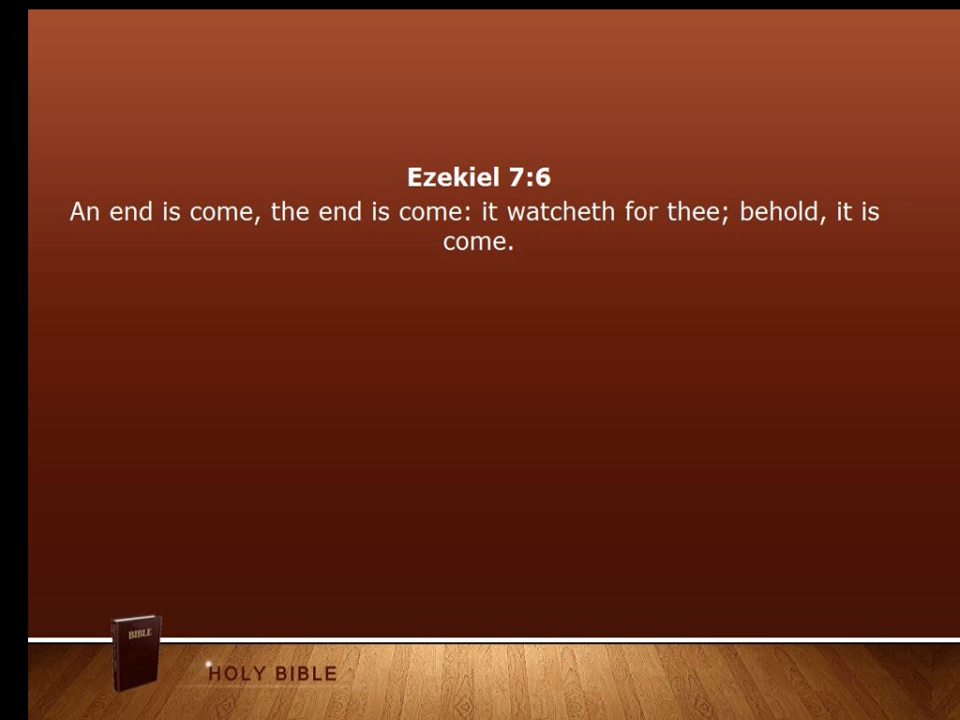 Ezekiel 7:6
An end is come, the end is come: it watcheth for thee; behold, it is
come.
BIBLE
HOLY BIBLE